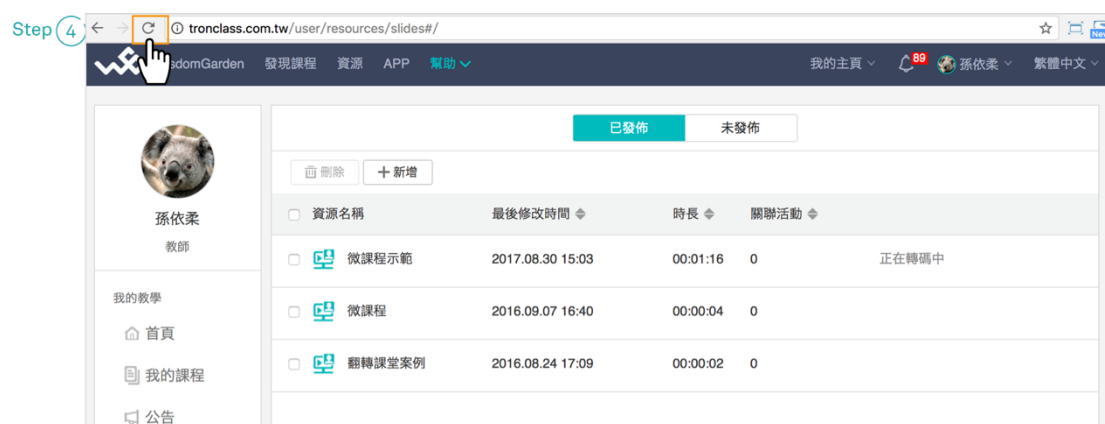 Step 4
tronclass.com.tw/user/resources/slides#/
New
sdomGarden 發現課程 資源 APP 幫助 我的主頁 89 孫依柔 繁體中文
已發佈 未發佈
刪除 新增
孫依柔
教師
資源名稱 最後修改時間 時長 關聯活動
微課程示範 2017.08.30 15:03 00:01:16 0 正在轉碼中
我的教學
微課程 2016.09.07 16:40 00:00:04 0
首頁
翻轉課堂案例 2016.08.24 17:09 00:00:02 0
我的課程
公告